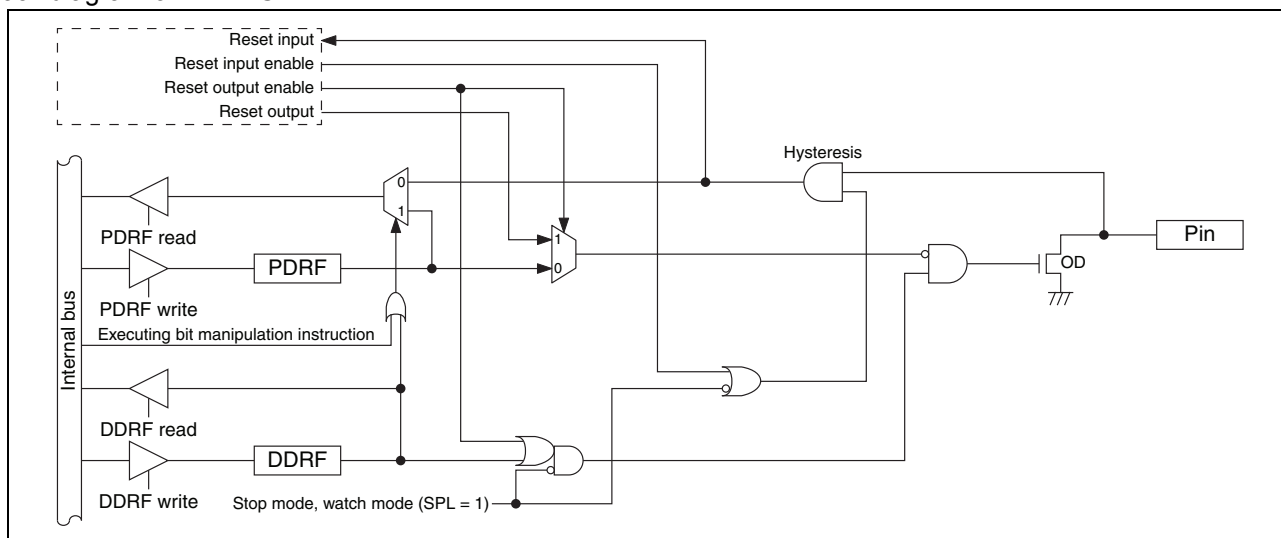 Reset input
Reset input enable
Reset output enable
Reset output
Hysteresis
0
1
PDRF read
1
Pin
PDRF
0
OD
PDRF write
Executing bit manipulation instruction
Internal bus
DDRF read
DDRF
DDRF write
Stop mode, watch mode (SPL = 1)